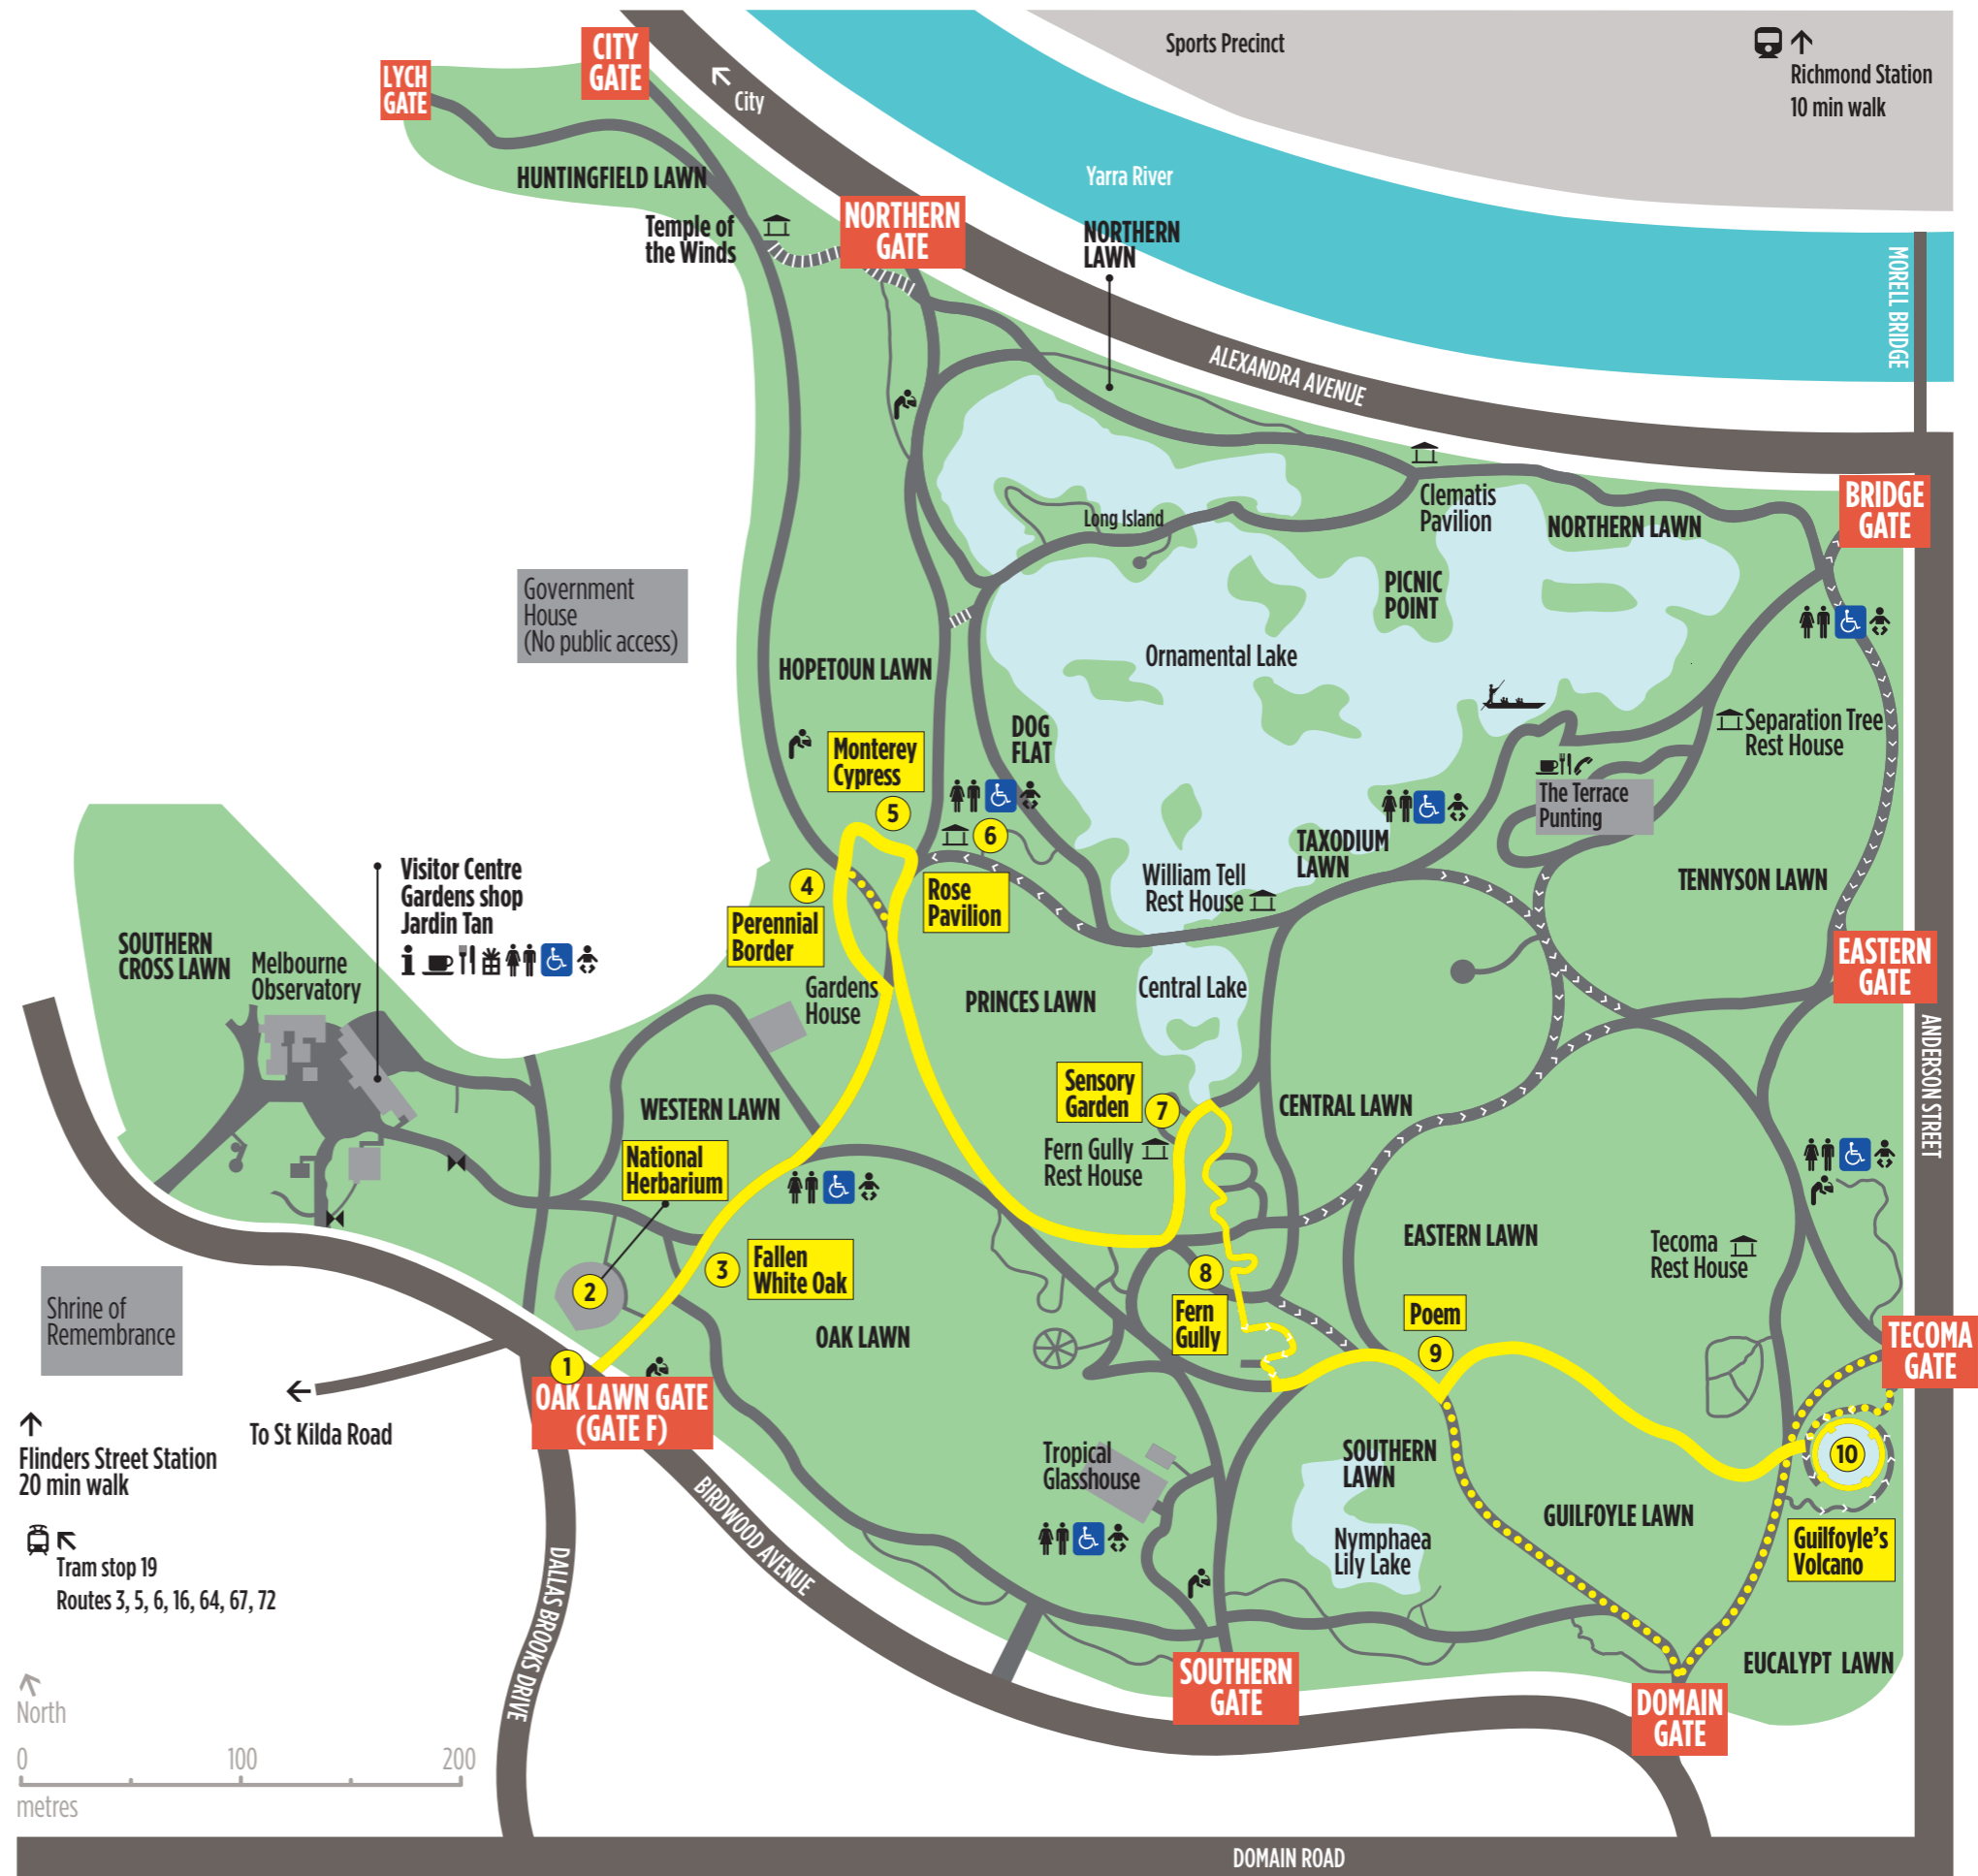 Sports Precinct
Richmond Station
10 min walk
CITY
GATE
LYCH
GATE
City
Yarra River
HUNTINGFIELD LAWN
Temple of
the Winds
NORTHERN
GATE
NORTHERN
LAWN
MORELL BRIDGE
ALEXANDRA AVENUE
Clematis
Pavilion
Long Island
NORTHERN LAWN
BRIDGE
GATE
Government
House
(No public access)
PICNIC
POINT
Ornamental Lake
HOPETOUN LAWN
DOG
FLAT
Separation Tree
Rest House
Monterey
Cypress
5
6
The Terrace
Punting
TAXODIUM
LAWN
William Tell
Rest House
TENNYSON LAWN
4
Rose
Pavilion
Perennial
Border
Visitor Centre
Gardens shop
Jardin Tan
SOUTHERN
CROSS LAWN
Melbourne
Observatory
EASTERN
GATE
Gardens
House
PRINCES LAWN
Central Lake
ANDERSON STREET
WESTERN LAWN
Sensory
Garden
7
CENTRAL LAWN
Fern Gully
Rest House
National
Herbarium
EASTERN LAWN
Tecoma
Rest House
2
3
Fallen
White Oak
8
Fern
Gully
Poem
9
Shrine of
Remembrance
OAK LAWN
TECOMA
GATE
1
OAK LAWN GATE
(GATE F)
To St Kilda Road
Flinders Street Station
20 min walk
Tropical
Glasshouse
SOUTHERN
LAWN
10
BIRDWOOD AVENUE
GUILFOYLE LAWN
Guilfoyle's
Volcano
Nymphaea
Lily Lake
Tram stop 19
Routes 3, 5, 6, 16, 64, 67, 72
DALLAS BROOKS DRIVE
SOUTHERN
GATE
EUCALYPT LAWN
DOMAIN
GATE
North
0 100 200
metres
DOMAIN ROAD